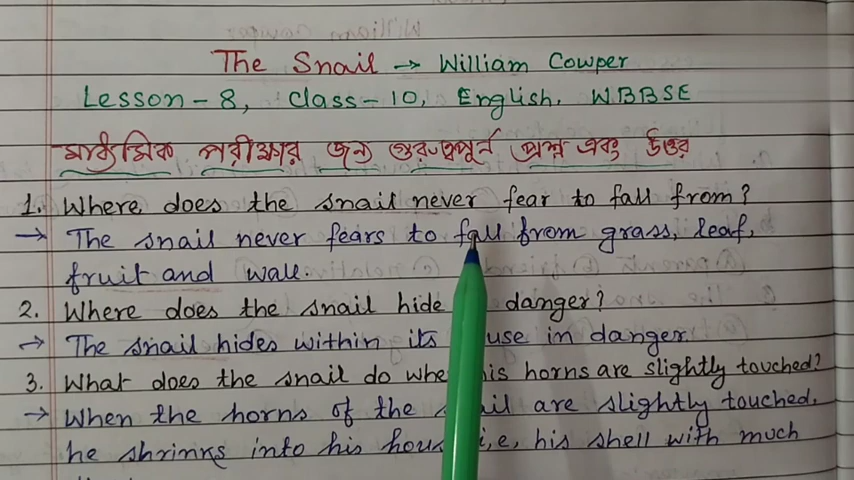 The Snail → William Cowper
Lesson - 8, Class - 10, English, WBBSE
মাধ্যমিক পরীক্ষার জন্য গুরুত্বপূর্ন প্রশ্ন এবং উত্তর
1. Where does the snail never fear to fall from?
→ The snail never fears to fall from grass, leaf,
fruit and wall.
2. Where does the snail hide danger?
→ The snail hides within its use in danger.
3. What does the snail do whe is horns are slightly touched?
→ When the horns of the ail are slightly touched,
he shrinks into his hous i,e, his shell with much